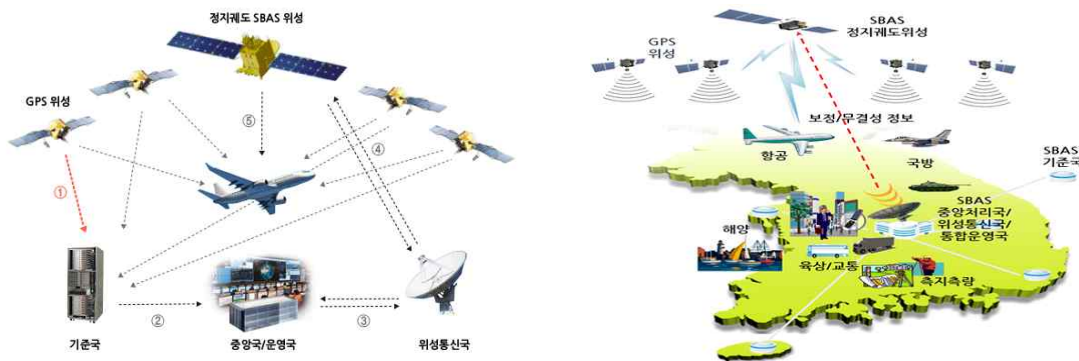 정지궤도 SBAS 위성
GPS 위성
①
②
③
④
⑤
기준국
중앙국/운영국
위성통신국
SBAS
정지궤도위성
GPS
위성
보정/무결성 정보
항공
국방
SBAS
기준국
SBAS
중앙처리국/
위성통신국/
통합운영국
해양
육상/교통
측지측량